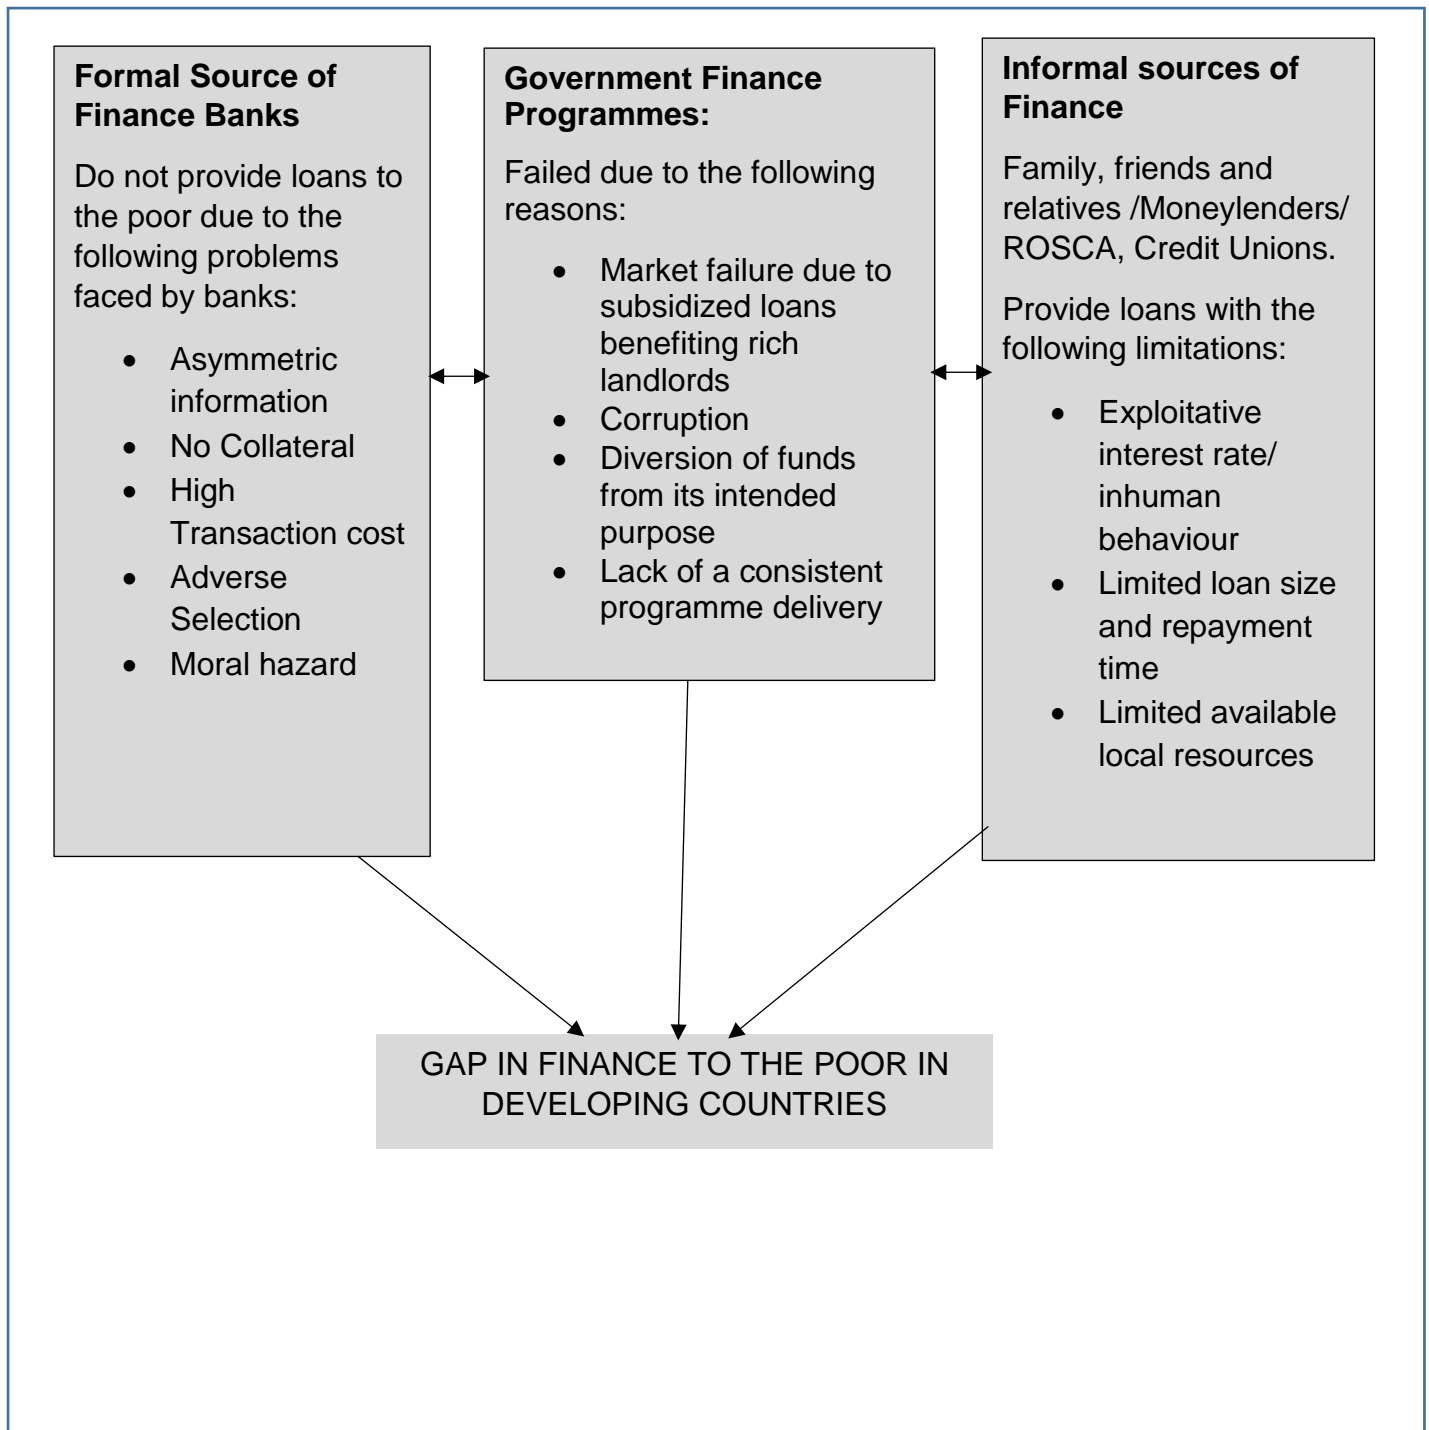 Formal Source of
Finance Banks
Do not provide loans to
the poor due to the
following problems
faced by banks:
• Asymmetric
information
• No Collateral
• High
Transaction cost
• Adverse
Selection
• Moral hazard
Government Finance
Programmes:
Failed due to the following
reasons:
• Market failure due to
subsidized loans
benefiting rich
landlords
• Corruption
• Diversion of funds
from its intended
purpose
• Lack of a consistent
programme delivery
Informal sources of
Finance
Family, friends and
relatives /Moneylenders/
ROSCA, Credit Unions.
Provide loans with the
following limitations:
• Exploitative
interest rate/
inhuman
behaviour
• Limited loan size
and repayment
time
• Limited available
local resources
GAP IN FINANCE TO THE POOR IN
DEVELOPING COUNTRIES